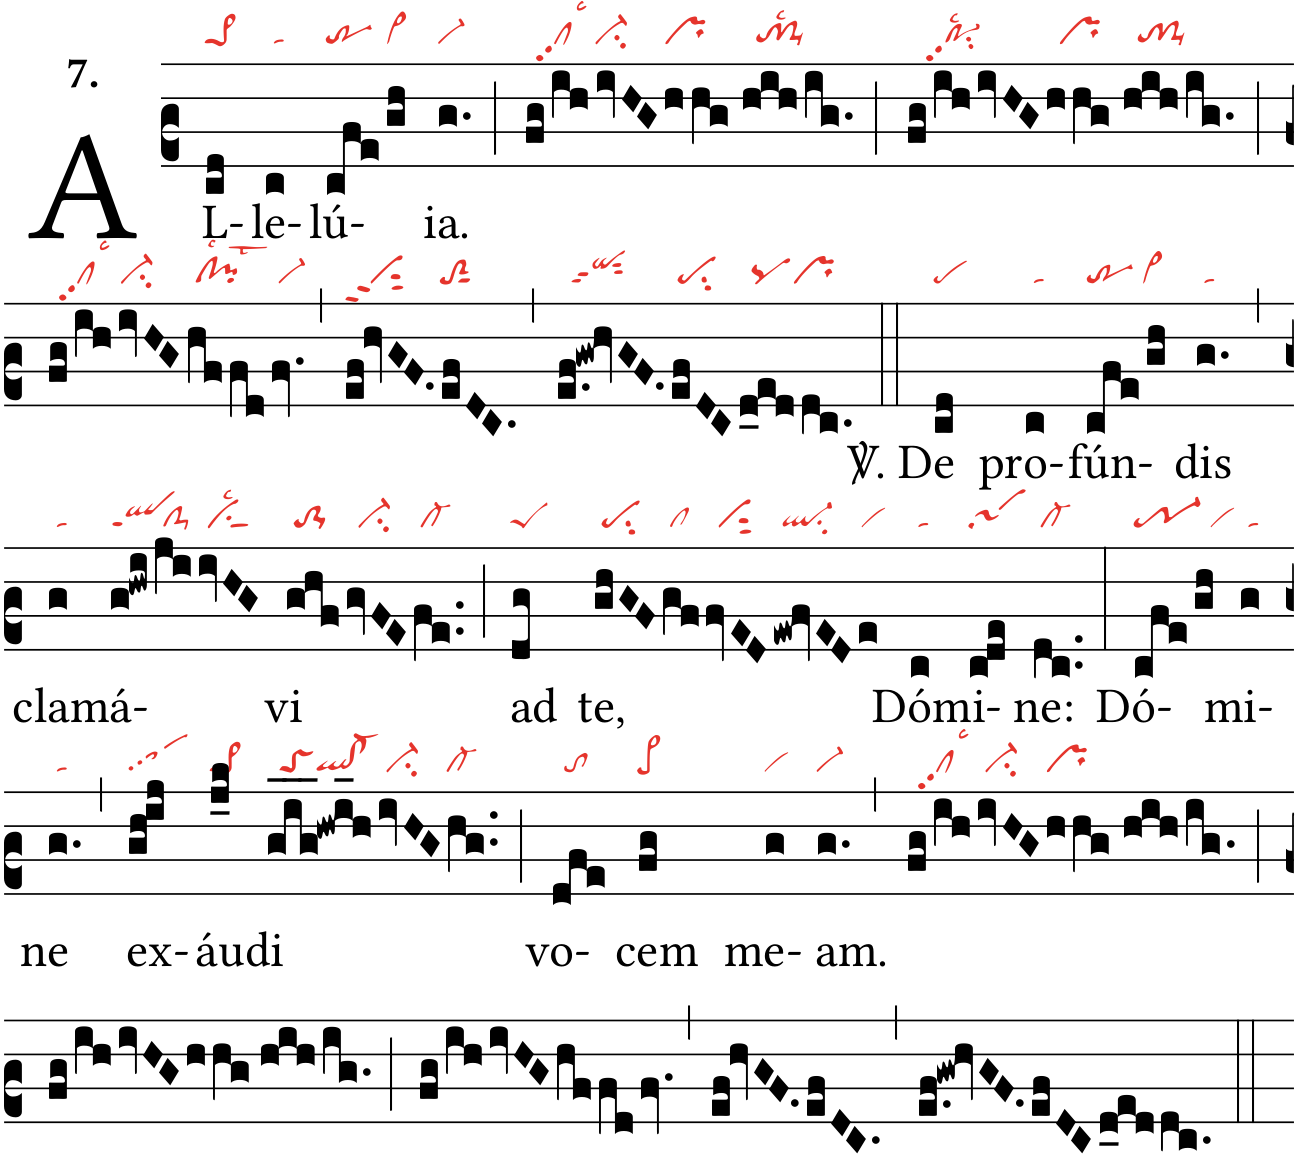 7.
AL-le-lú-ia.
℣. De pro-fún-dis
clamá-vi ad te, Dómi-ne: Dó-mi-
ne ex-áudi vo-cem me-am.